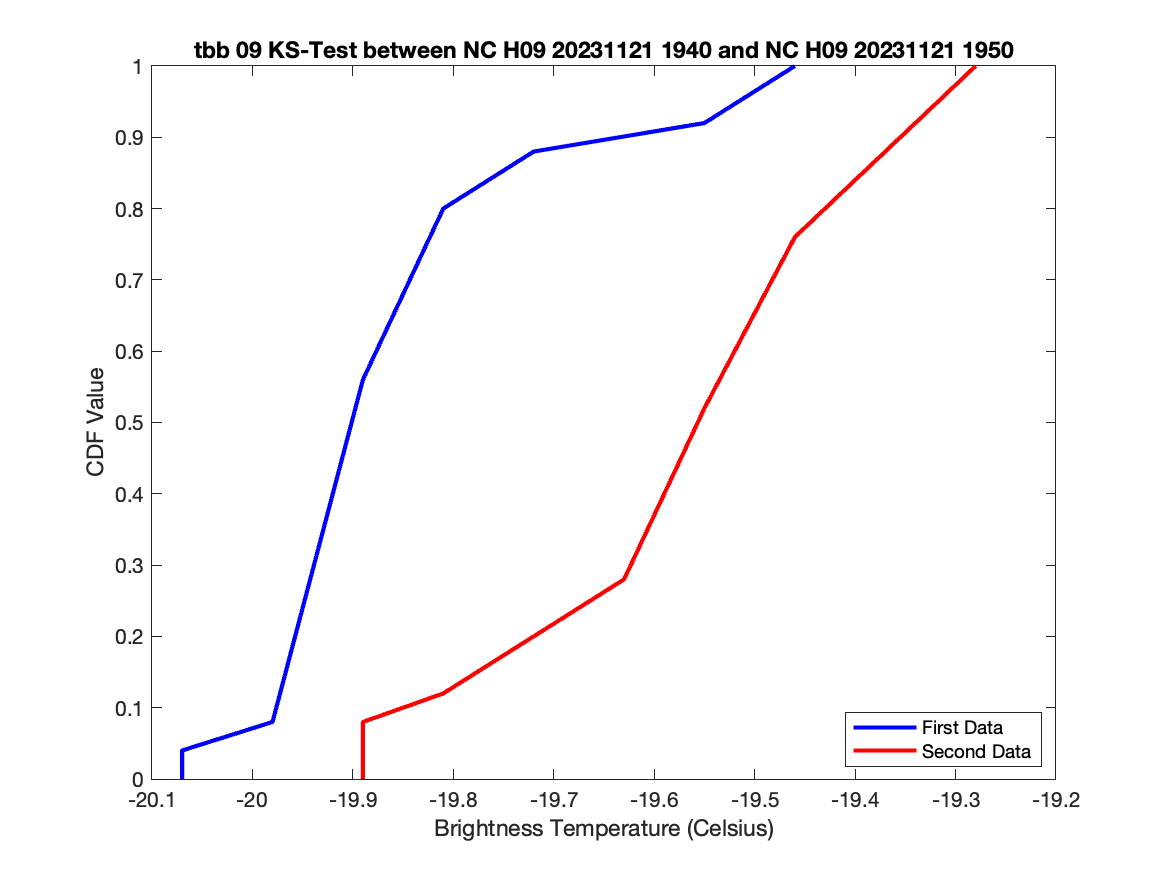 tbb 09 KS-Test between NC H09 20231121 1940 and NC H09 20231121 1950
1
0.9
0.8
0.7
0.6
0.5
0.4
0.3
0.2
0.1
0
CDF Value
First Data
Second Data
-20.1 -20 -19.9 -19.8 -19.7 -19.6 -19.5 -19.4 -19.3 -19.2
Brightness Temperature (Celsius)